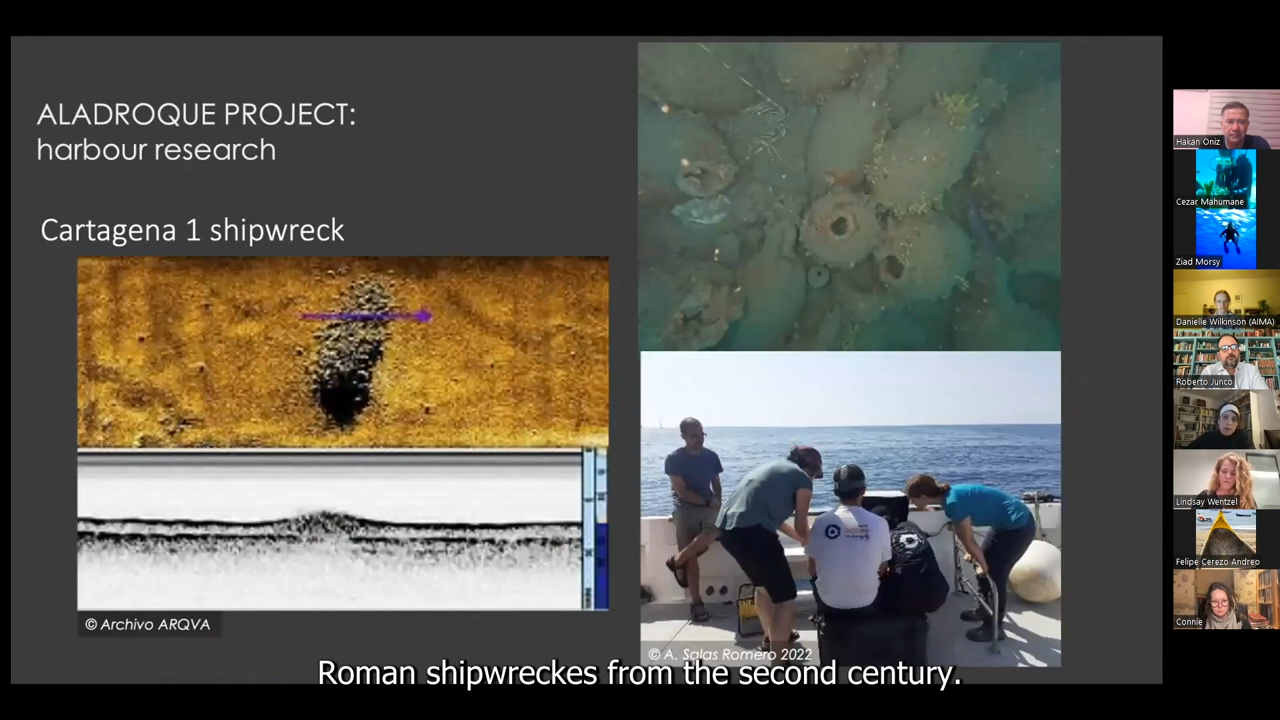 ALADROQUE PROJECT:
harbour research
Cartagena 1 shipwreck
© Archivo ARQVA
© A. Salas Romero 2022
Roman shipwreckes from the second century.
Hakan Oniz
Cezar Mahumane
Ziad Morsy
Danielle Wilkinson (AIMA)
Roberto Junco
Lindsay Wentzel
Felipe Cerezo Andreo
Connie